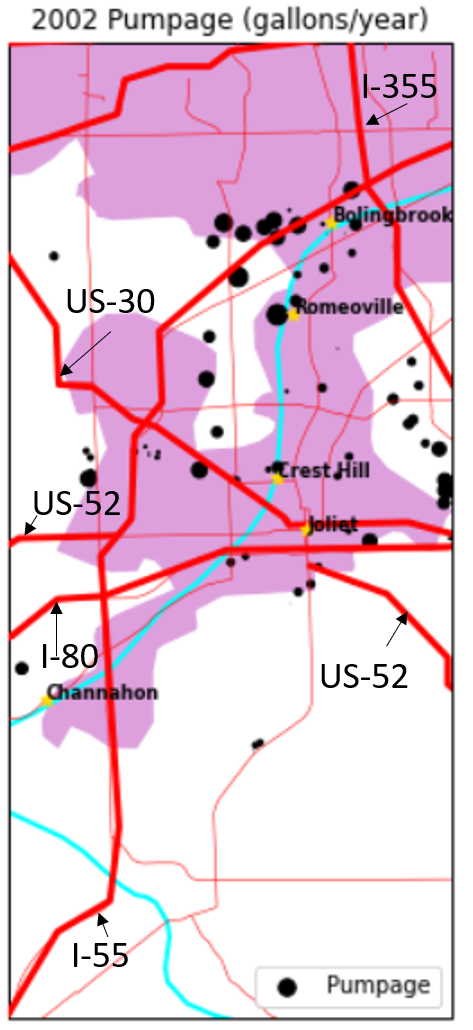 2002 Pumpage (gallons/year)
I-355
Bolingbrook
US-30
Romeoville
Crest Hill
US-52
Joliet
I-80
US-52
Channahon
I-55
Pumpage